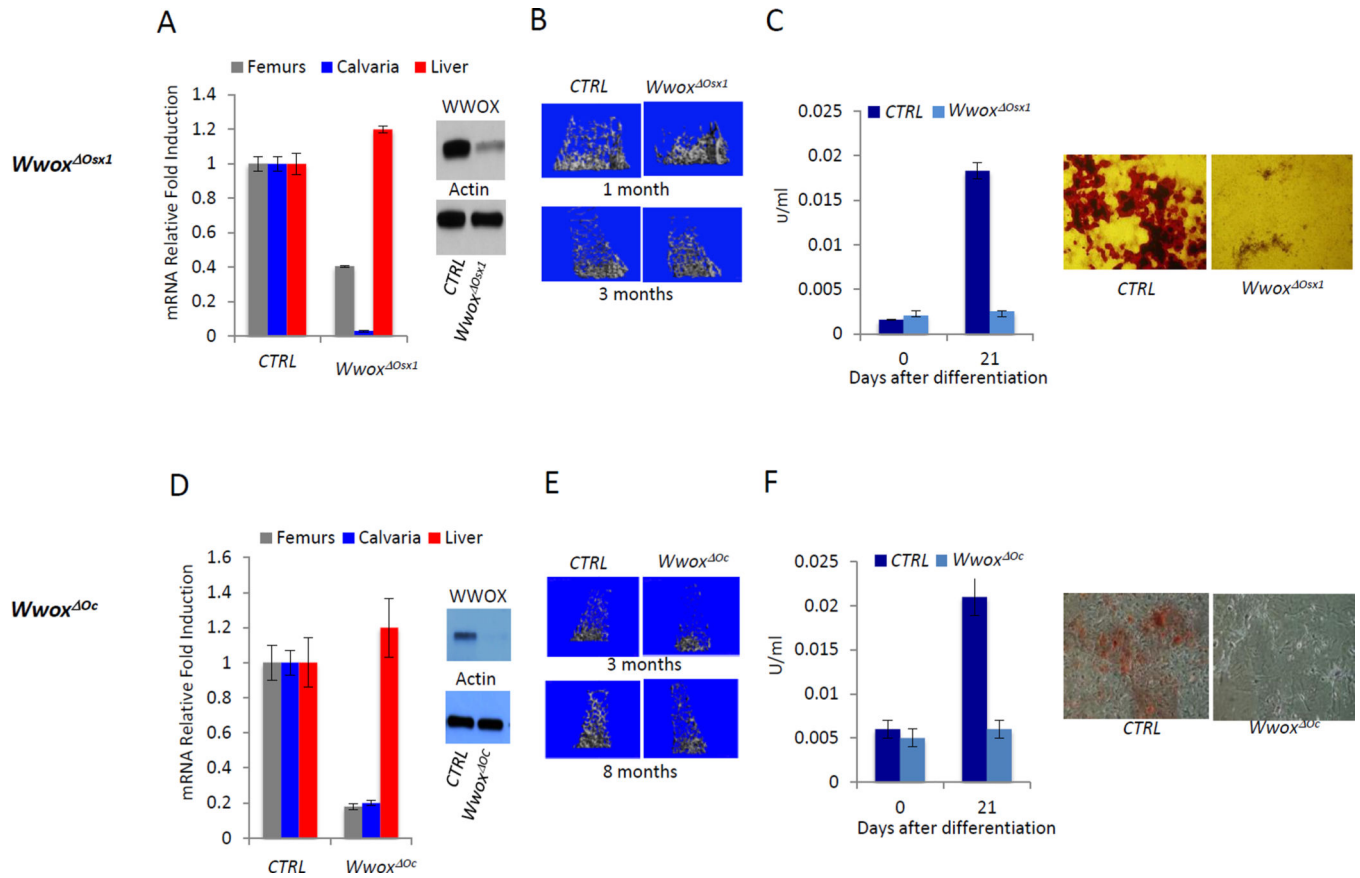 A
Femurs Calvaria Liver
mRNA Relative Fold Induction
1.4
1.2
1
0.8
0.6
0.4
0.2
0
CTRL
Wwox^ΔOsx1
WWOX
Actin
CTRL
Wwox^ΔOsx1
Wwox^ΔOsx1
B
CTRL
Wwox^ΔOsx1
1 month
3 months
C
CTRL Wwox^ΔOsx1
U/ml
0.025
0.02
0.015
0.01
0.005
0
0
21
Days after differentiation
CTRL
Wwox^ΔOsx1
D
Femurs Calvaria Liver
Wwox^ΔOc
mRNA Relative Fold Induction
1.6
1.4
1.2
1
0.8
0.6
0.4
0.2
0
CTRL
Wwox^ΔOc
WWOX
Actin
CTRL
Wwox^ΔOC
E
CTRL
Wwox^ΔOc
3 months
8 months
F
CTRL Wwox^ΔOc
U/ml
0.025
0.02
0.015
0.01
0.005
0
0
21
Days after differentiation
CTRL
Wwox^ΔOc